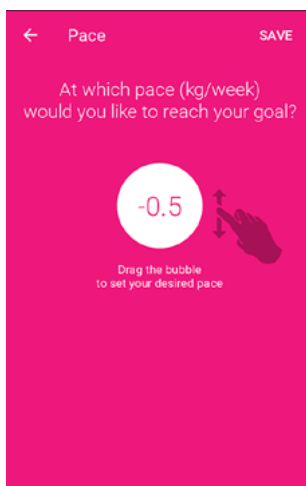 Pace SAVE
At which pace (kg/week)
would you like to reach your goal?
-0.5
Drag the bubble
to set your desired pace